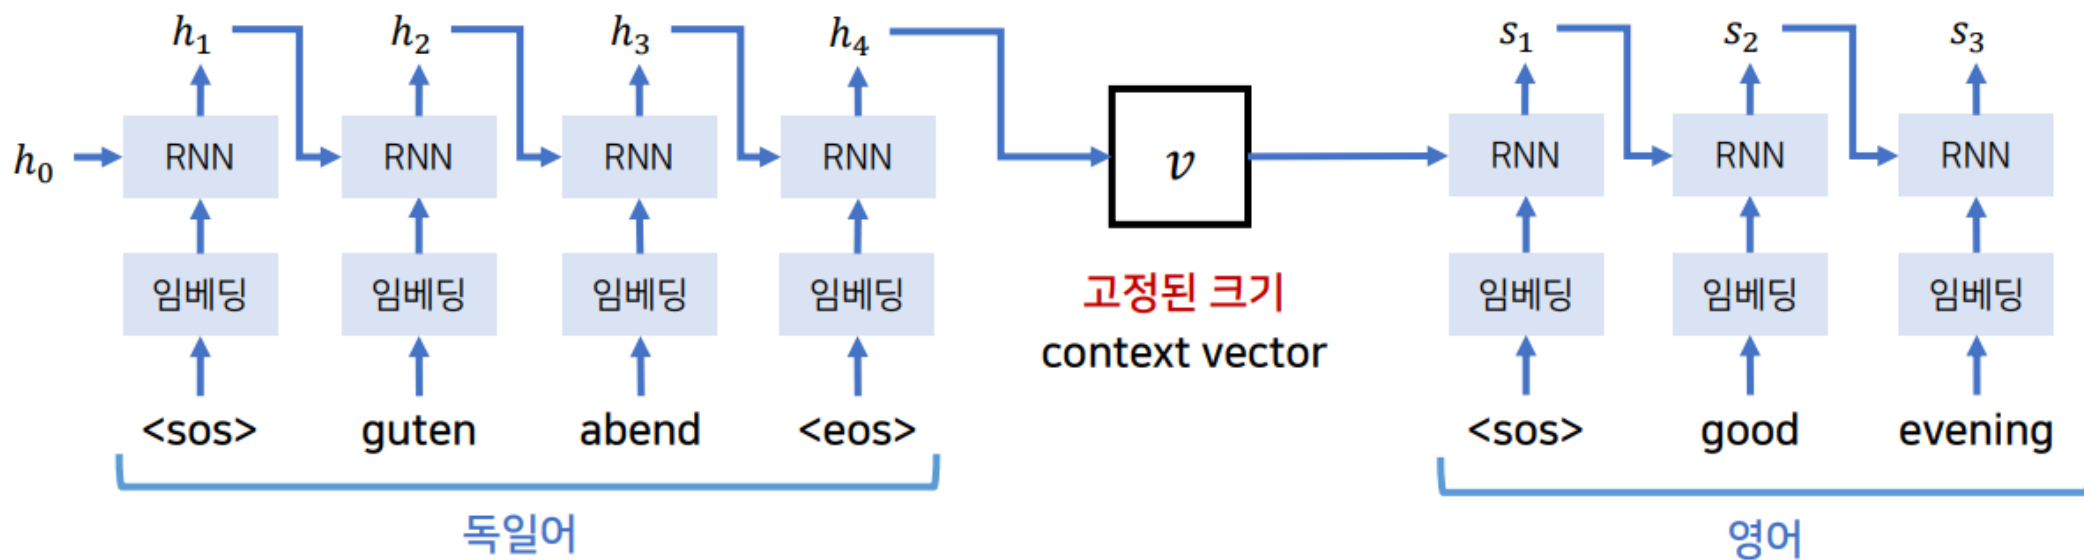 h₁ h₂ h₃ h₄ s₁ s₂ s₃
h₀ RNN RNN RNN RNN v RNN RNN RNN
임베딩 임베딩 임베딩 임베딩 고정된 크기 임베딩 임베딩 임베딩
context vector
<sos> guten abend <eos> <sos> good evening
독일어 영어